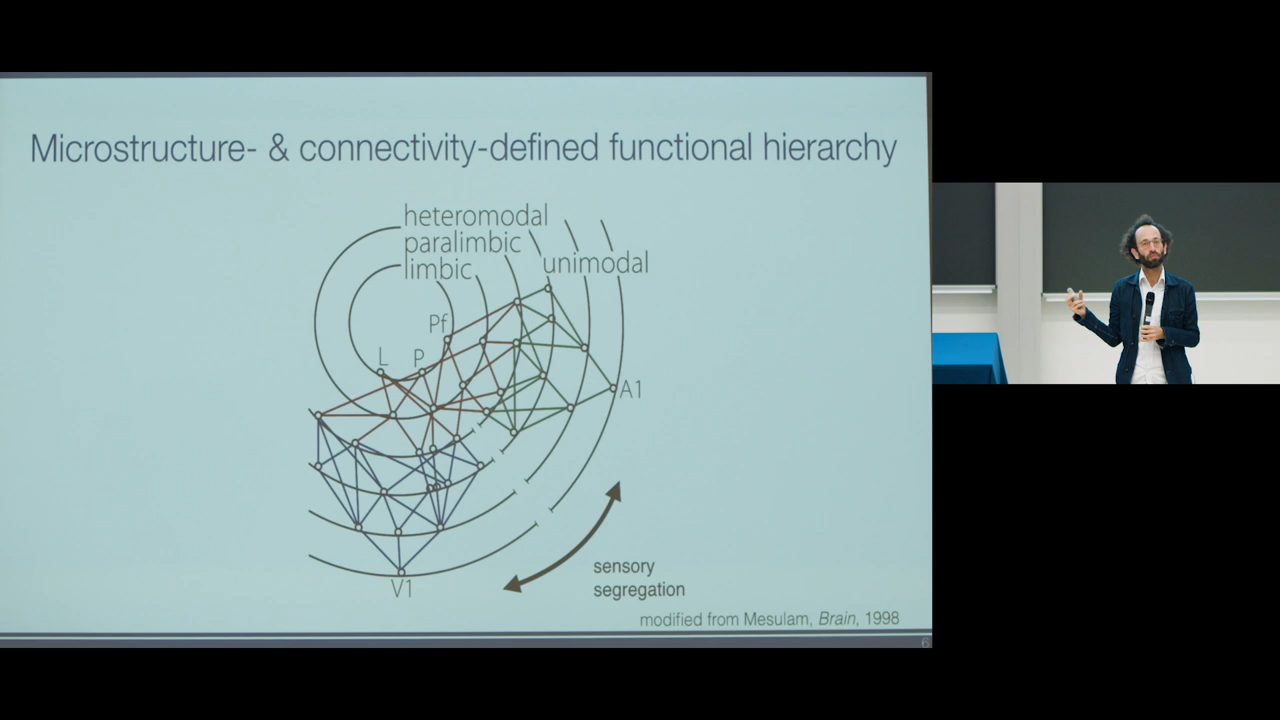 Microstructure- & connectivity-defined functional hierarchy
heteromodal
paralimbic
limbic
unimodal
Pf
L
P
A1
V1
sensory
segregation
modified from Mesulam, Brain, 1998
6